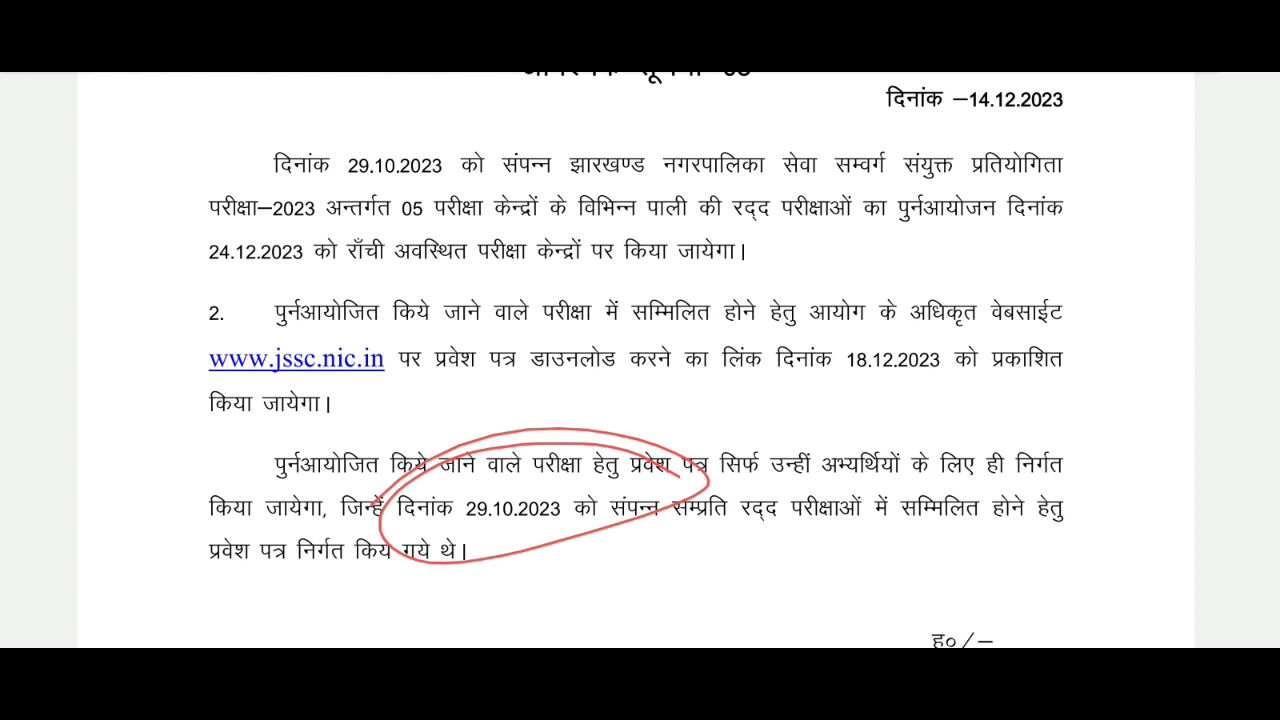 दिनांक –14.12.2023
दिनांक 29.10.2023 को संपन्न झारखण्ड नगरपालिका सेवा सम्वर्ग संयुक्त प्रतियोगिता
परीक्षा–2023 अन्तर्गत 05 परीक्षा केन्द्रों के विभिन्न पाली की रद्द परीक्षाओं का पुर्नआयोजन दिनांक
24.12.2023 को राँची अवस्थित परीक्षा केन्द्रों पर किया जायेगा।
2. पुर्नआयोजित किये जाने वाले परीक्षा में सम्मिलित होने हेतु आयोग के अधिकृत वेबसाईट
www.jssc.nic.in पर प्रवेश पत्र डाउनलोड करने का लिंक दिनांक 18.12.2023 को प्रकाशित
किया जायेगा।
पुर्नआयोजित किये जाने वाले परीक्षा हेतु प्रवेश पत्र सिर्फ उन्हीं अभ्यर्थियों के लिए ही निर्गत
किया जायेगा, जिन्हें दिनांक 29.10.2023 को संपन्न सम्प्रति रद्द परीक्षाओं में सम्मिलित होने हेतु
प्रवेश पत्र निर्गत किये गये थे।
ह०/–